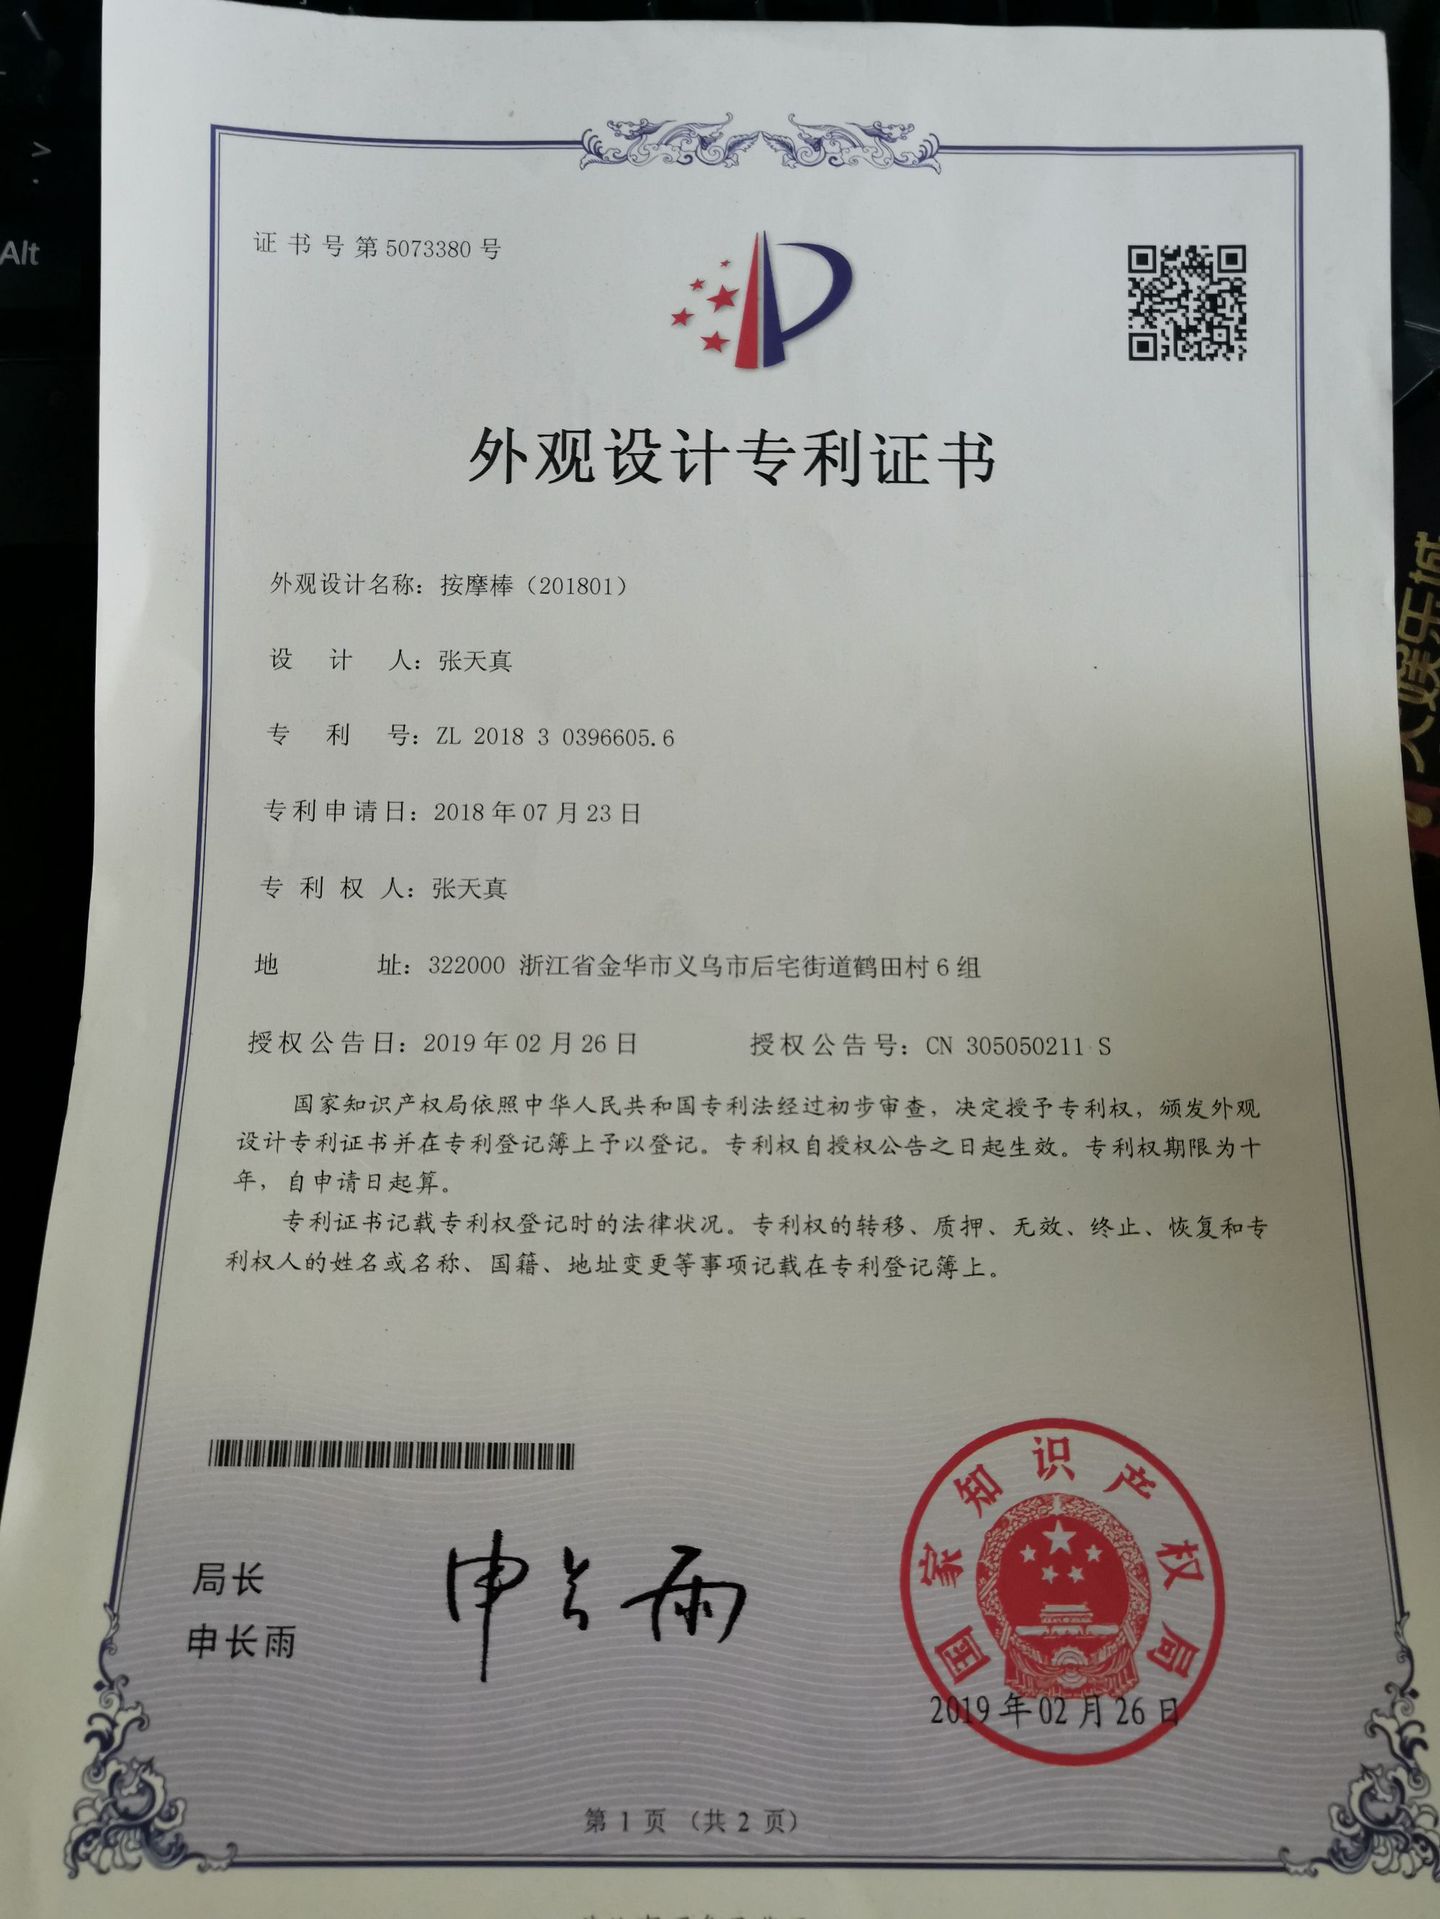 证书号第5073380号
外观设计专利证书
外观设计名称：按摩棒（201801）
设计人：张天真
专利号：ZL 2018 3 0396605.6
专利申请日：2018年07月23日
专利权人：张天真
地址：322000 浙江省金华市义乌市后宅街道鹤田村6组
授权公告日：2019年02月26日 授权公告号：CN 305050211 S
国家知识产权局依照中华人民共和国专利法经过初步审查，决定授予专利权，颁发外观
设计专利证书并在专利登记簿上予以登记。专利权自授权公告之日起生效。专利权期限为十
年，自申请日起算。
专利证书记载专利权登记时的法律状况。专利权的转移、质押、无效、终止、恢复和专
利权人的姓名或名称、国籍、地址变更等事项记载在专利登记簿上。
局长
申长雨
申长雨
国家知识产权局
2019年02月26日
第 1 页 （共 2 页）
Alt
人娱乐城